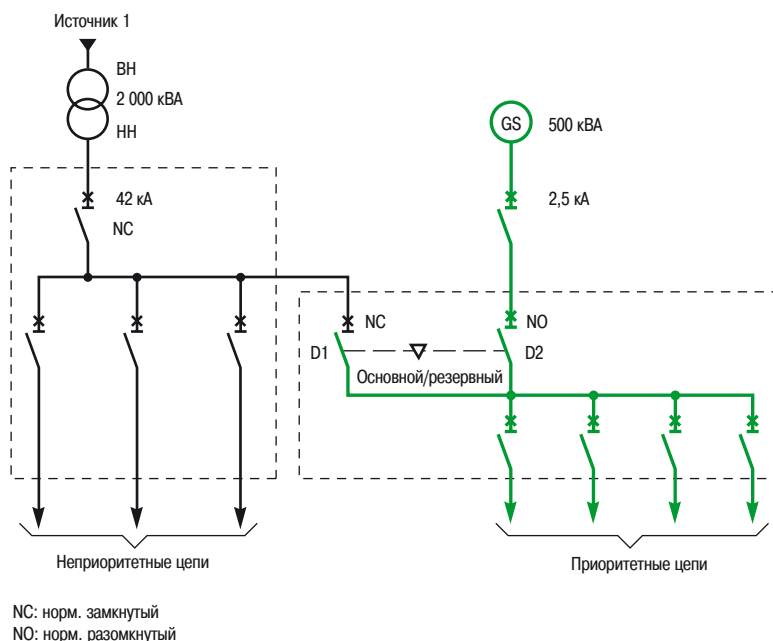 Источник 1
ВН
2 000 кВА
НН
GS
500 кВА
42 кА
2,5 кА
NC
NC
NO
D1
D2
Основной/резервный
Неприоритетные цепи
Приоритетные цепи
NC: норм. замкнутый
NO: норм. разомкнутый